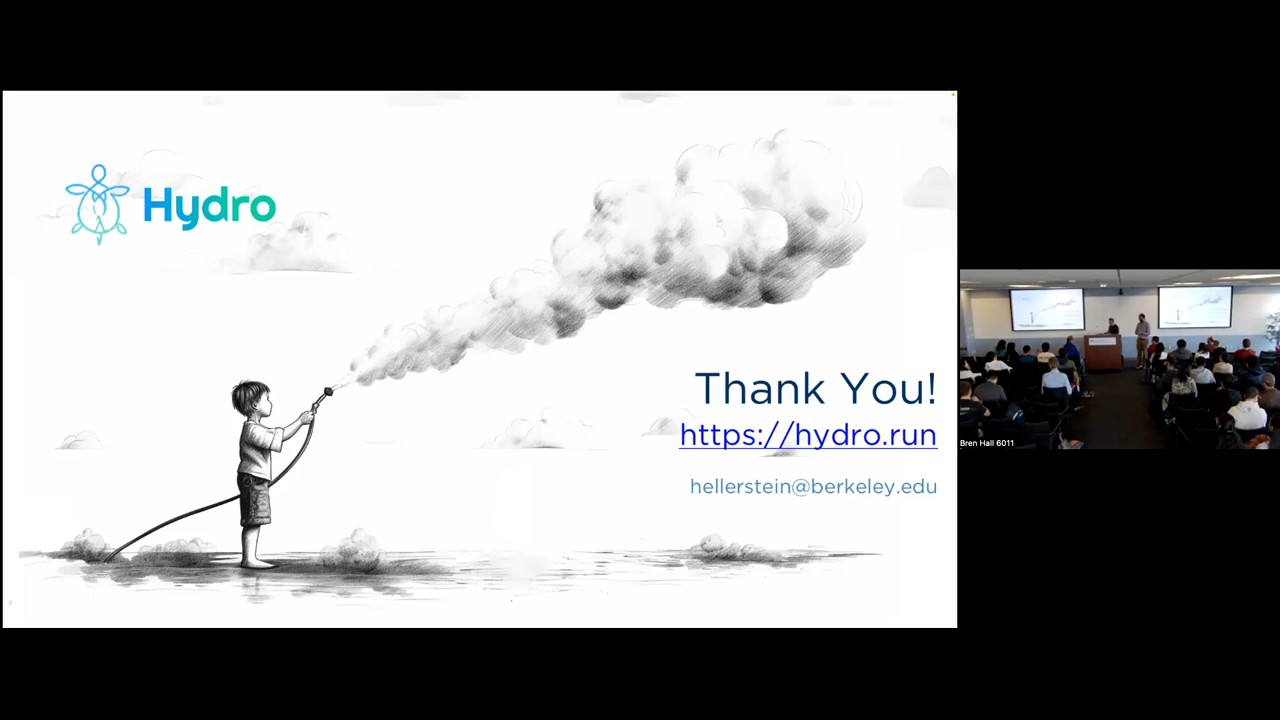 Hydro
Thank You!
https://hydro.run
hellerstein@berkeley.edu
Bren Hall 6011